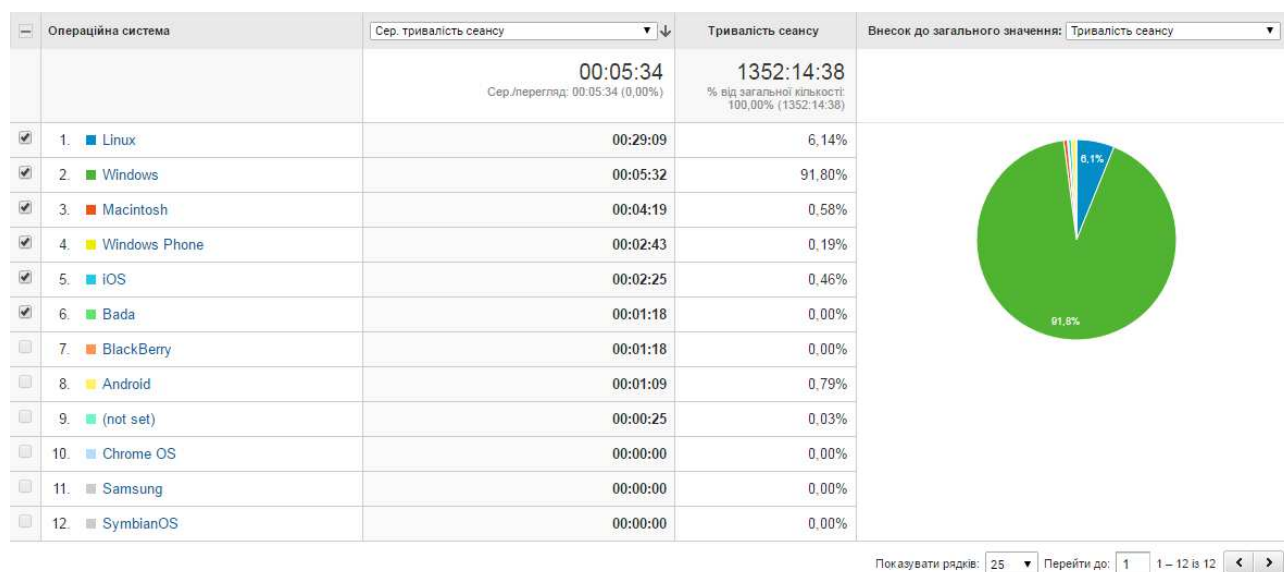 Операційна система Сер. тривалість сеансу Тривалість сеансу Внесок до загального значення: Тривалість сеансу
00:05:34 1352:14:38
Сер./перегляд: 00:05:34 (0,00%) % від загальної кількості:
100,00% (1352:14:38)
1. Linux 00:29:09 6,14%
2. Windows 00:05:32 91,80%
3. Macintosh 00:04:19 0,58%
4. Windows Phone 00:02:43 0,19%
5. iOS 00:02:25 0,46%
6. Bada 00:01:18 0,00%
7. BlackBerry 00:01:18 0,00%
8. Android 00:01:09 0,79%
9. (not set) 00:00:25 0,03%
10. Chrome OS 00:00:00 0,00%
11. Samsung 00:00:00 0,00%
12. SymbianOS 00:00:00 0,00%
6,1%
91,8%
Показувати рядків: 25 Перейти до: 1 1 – 12 із 12